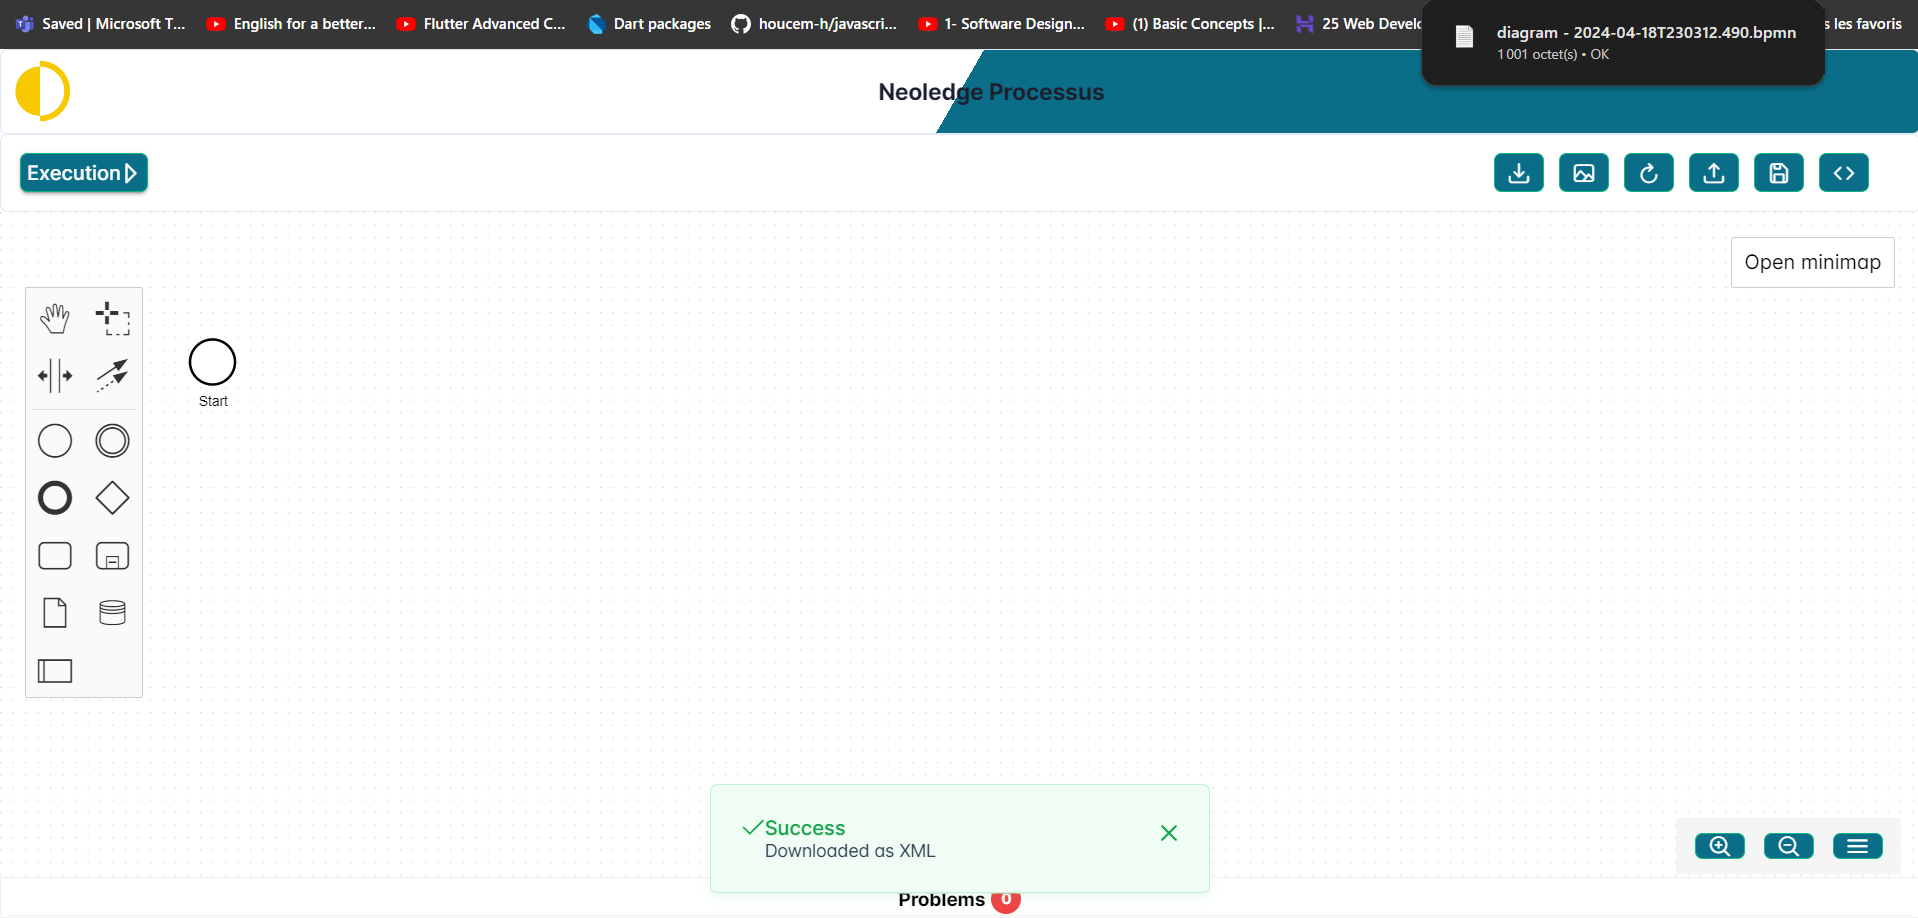 Saved | Microsoft T...
English for a better...
Flutter Advanced C...
Dart packages
houcem-h/javascri...
1- Software Design...
(1) Basic Concepts |...
25 Web Develo
s les favoris
diagram - 2024-04-18T230312.490.bpmn
1 001 octet(s) • OK
Neoledge Processus
Execution
Open minimap
Start
Success
Downloaded as XML
Problems 0